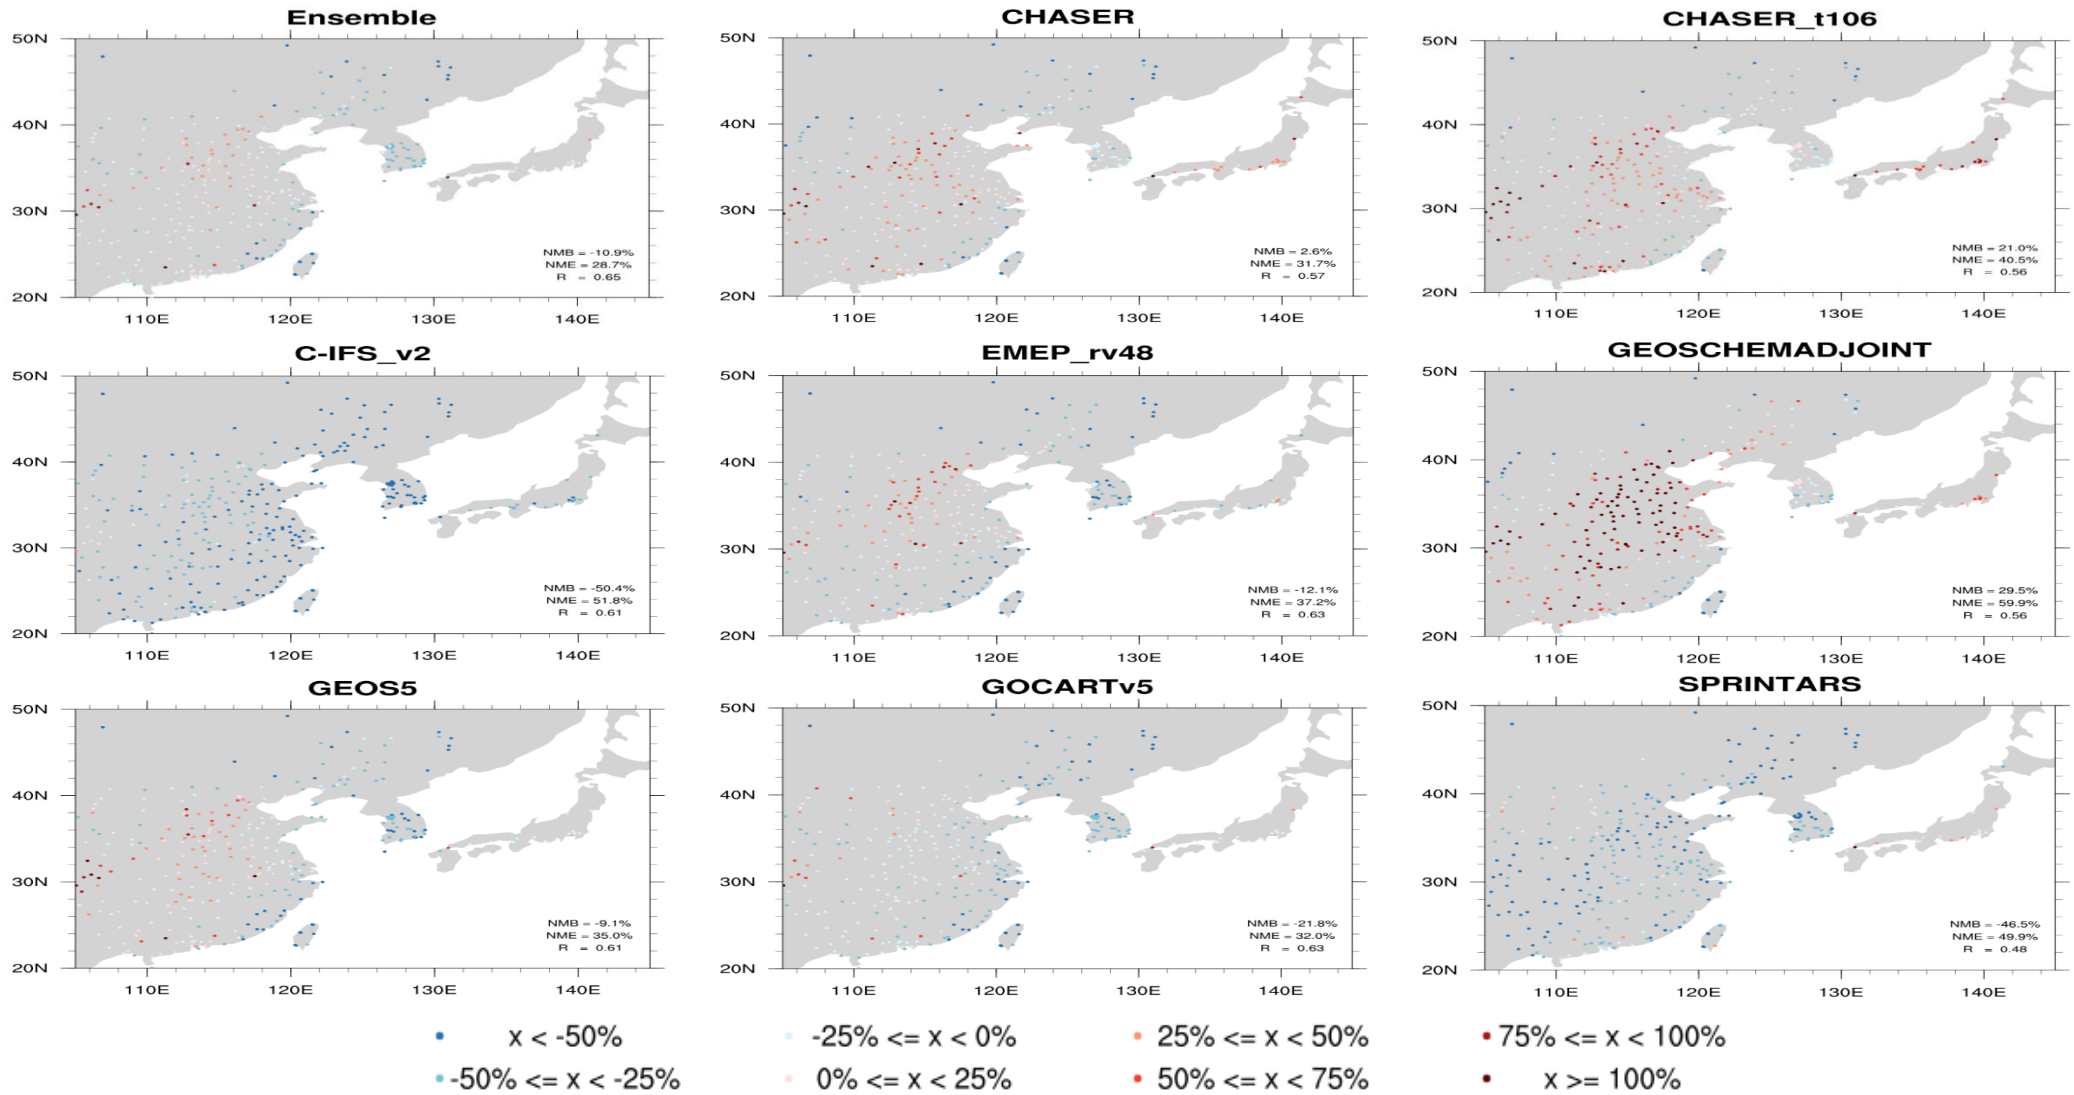 Ensemble
CHASER
CHASER_t106
50N
40N
30N
20N
110E 120E 130E 140E
NMB = -10.9%
NME = 28.7%
R = 0.65
50N
40N
30N
20N
110E 120E 130E 140E
NMB = 2.6%
NME = 31.7%
R = 0.57
50N
40N
30N
20N
110E 120E 130E 140E
NMB = 21.0%
NME = 40.5%
R = 0.56
C-IFS_v2
EMEP_rv48
GEOSCHEMADJOINT
50N
40N
30N
20N
110E 120E 130E 140E
NMB = -50.4%
NME = 51.8%
R = 0.61
50N
40N
30N
20N
110E 120E 130E 140E
NMB = -12.1%
NME = 37.2%
R = 0.63
50N
40N
30N
20N
110E 120E 130E 140E
NMB = 29.5%
NME = 59.9%
R = 0.56
GEOS5
GOCARTv5
SPRINTARS
50N
40N
30N
20N
110E 120E 130E 140E
NMB = -9.1%
NME = 35.0%
R = 0.61
50N
40N
30N
20N
110E 120E 130E 140E
NMB = -21.8%
NME = 32.0%
R = 0.63
50N
40N
30N
20N
110E 120E 130E 140E
NMB = -46.5%
NME = 49.9%
R = 0.48
x < -50%
-25% <= x < 0%
25% <= x < 50%
75% <= x < 100%
-50% <= x < -25%
0% <= x < 25%
50% <= x < 75%
x >= 100%